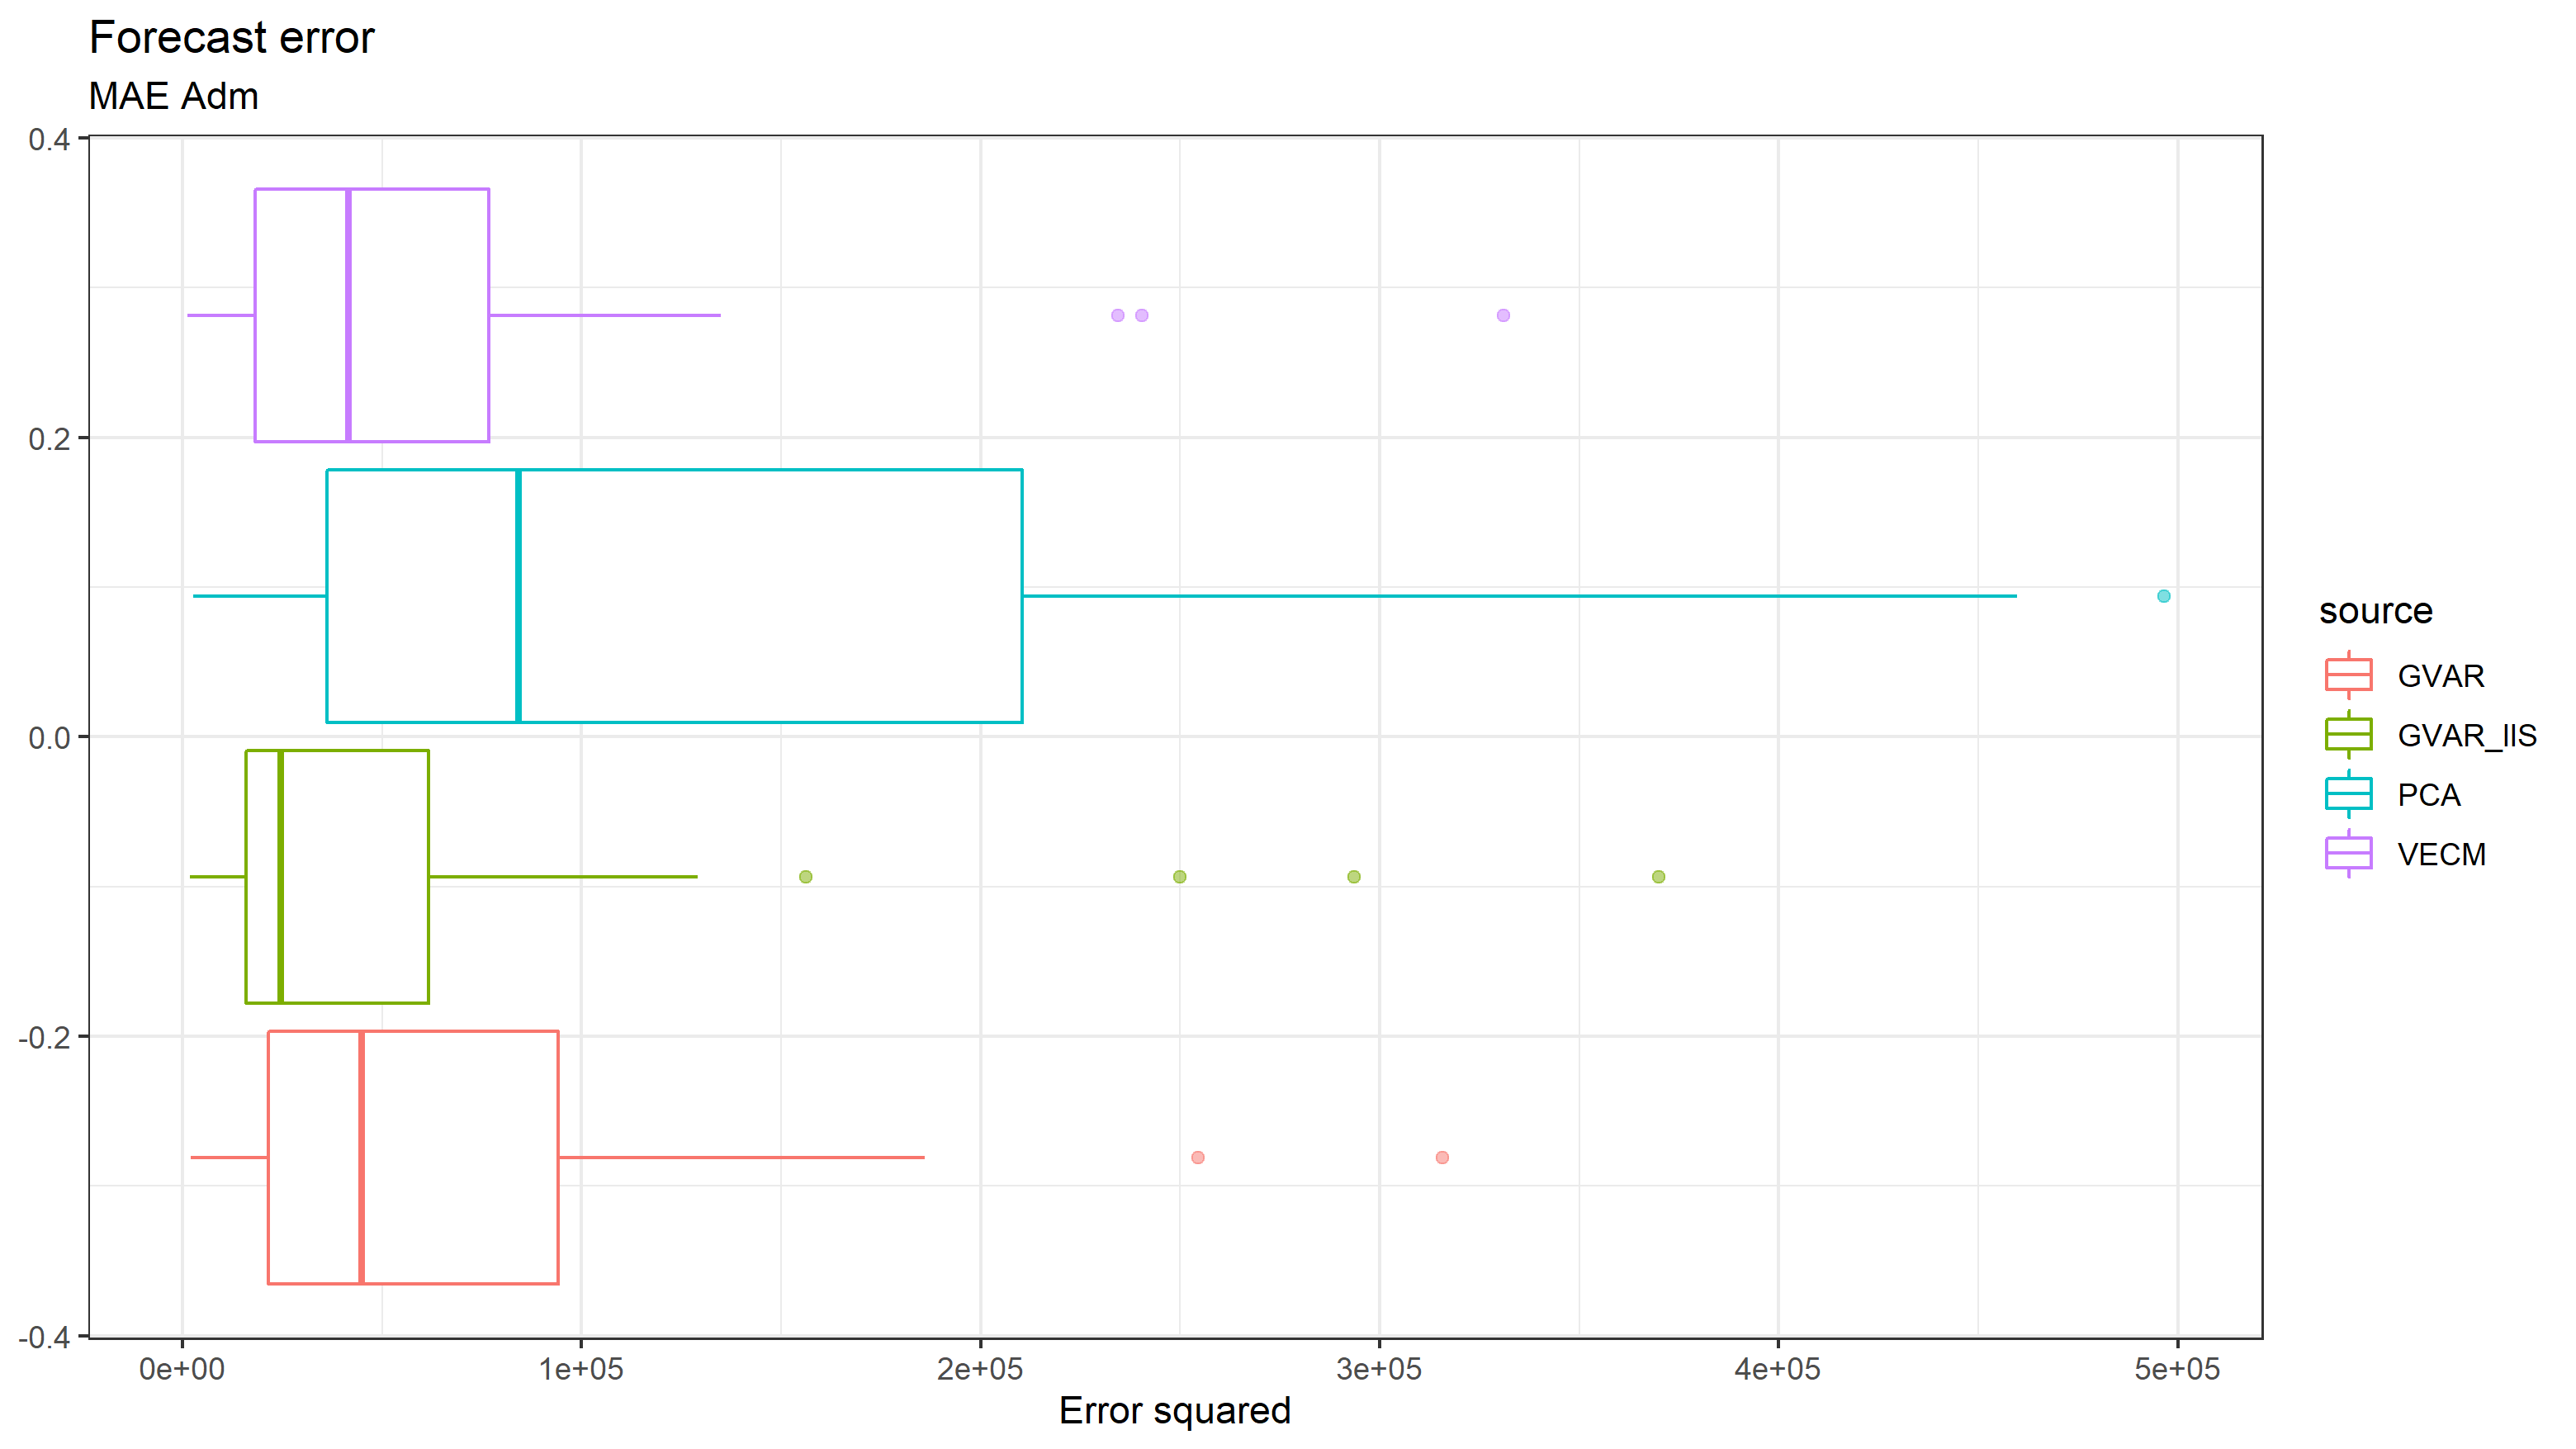 Forecast error
MAE Adm
0.4
0.2
0.0
-0.2
-0.4
0e+00
1e+05
2e+05
3e+05
4e+05
5e+05
Error squared
source
GVAR
GVAR_IIS
PCA
VECM